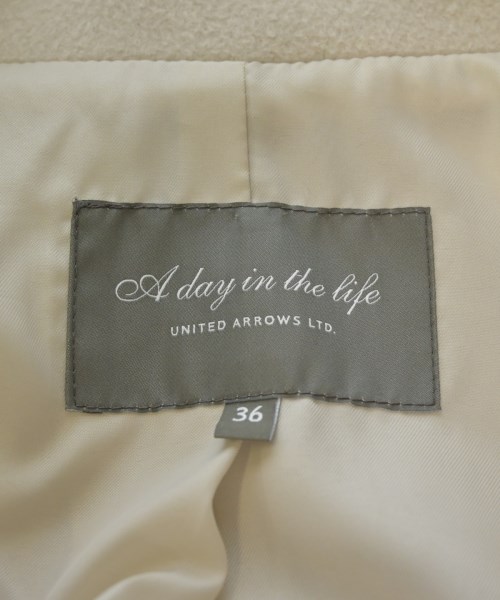 A day in the life
UNITED ARROWS LTD.
36